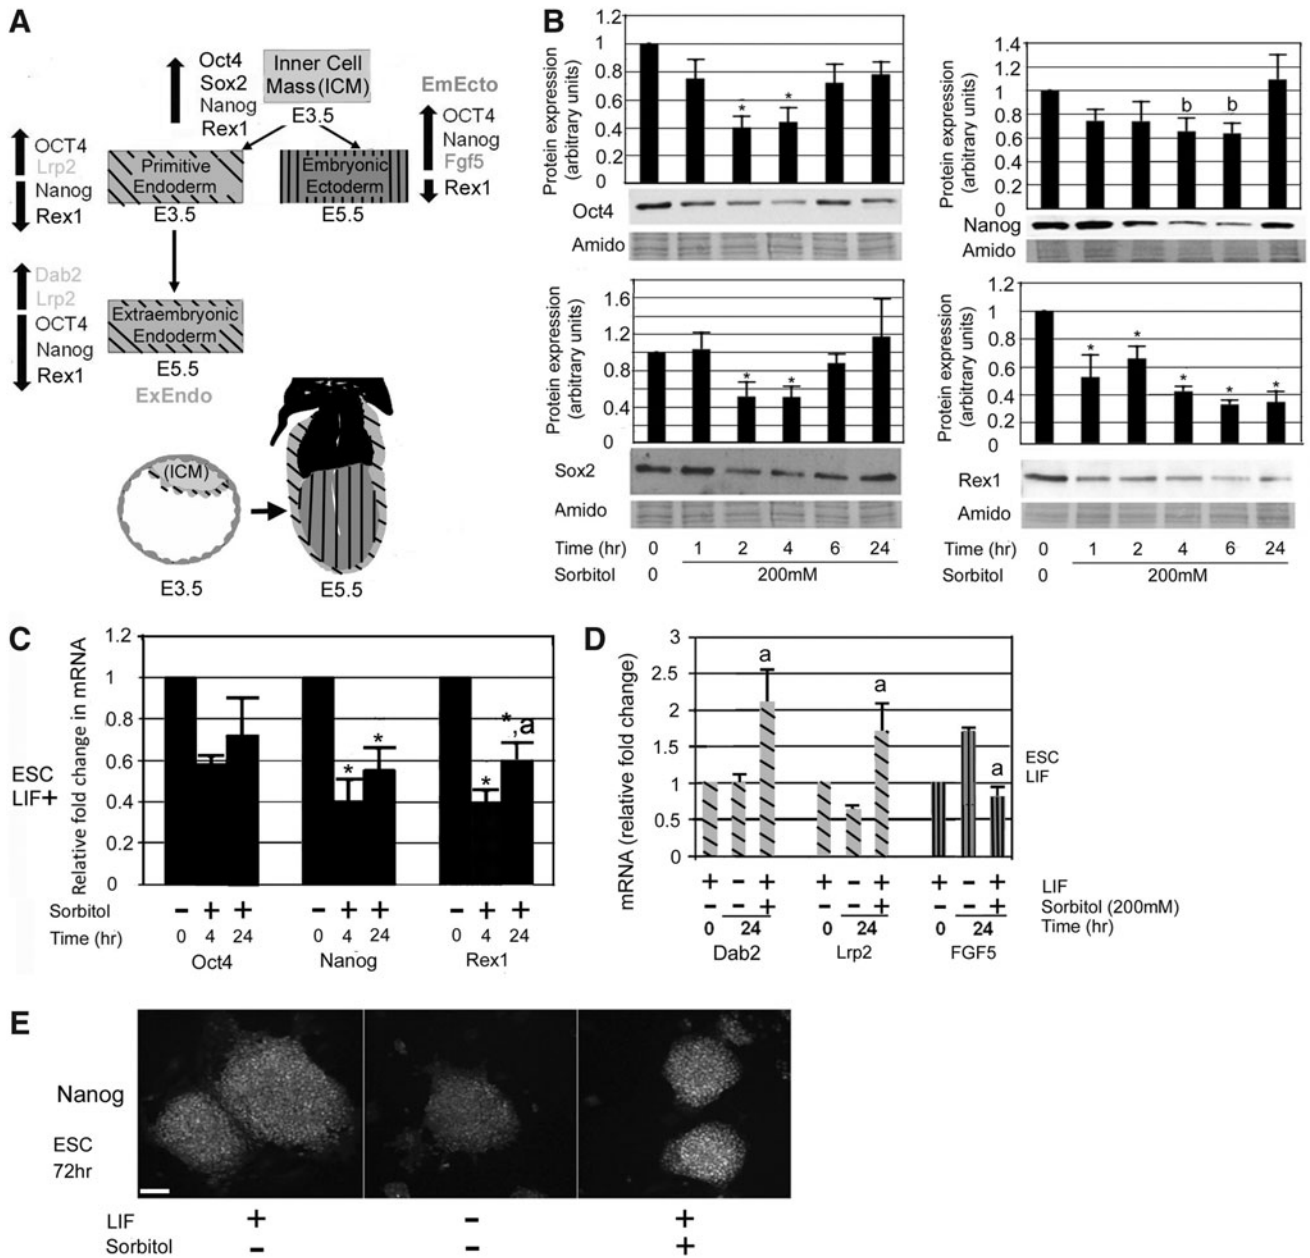 A
Oct4
Sox2
Nanog
Rex1
Inner Cell
Mass (ICM)
E3.5
EmEcto
OCT4
Nanog
Fgf5
Rex1
OCT4
Lrp2
Nanog
Rex1
Primitive
Endoderm
E3.5
Embryonic
Ectoderm
E5.5
Dab2
Lrp2
OCT4
Nanog
Rex1
Extraembryonic
Endoderm
E5.5
ExEndo
(ICM)
E3.5
E5.5
B
Protein expression
(arbitrary units)
1.2
1
0.8
0.6
0.4
0.2
0
* *
Oct4
Amido
Protein expression
(arbitrary units)
1.4
1.2
1
0.8
0.6
0.4
0.2
0
b b
Nanog
Amido
Protein expression
(arbitrary units)
1.6
1.2
0.8
0.4
0
* *
Sox2
Amido
Time (hr) 0 1 2 4 6 24
Sorbitol 0 200mM
Protein expression
(arbitrary units)
1.2
1
0.8
0.6
0.4
0.2
0
* * * * *
Rex1
Amido
Time (hr) 0 1 2 4 6 24
Sorbitol 0 200mM
C
ESC
LIF+
Relative fold change in mRNA
1.2
1
0.8
0.6
0.4
0.2
0
* * * *,a
Sorbitol - + + - + + - + +
Time (hr) 0 4 24 0 4 24 0 4 24
Oct4 Nanog Rex1
D
mRNA (relative fold change)
3
2.5
2
1.5
1
0.5
0
a a a
ESC
LIF
+ - + + - + + - + LIF
- - + - - + - - + Sorbitol (200mM)
0 24 0 24 0 24 Time (hr)
Dab2 Lrp2 FGF5
E
Nanog
ESC
72hr
LIF + - +
Sorbitol - - +